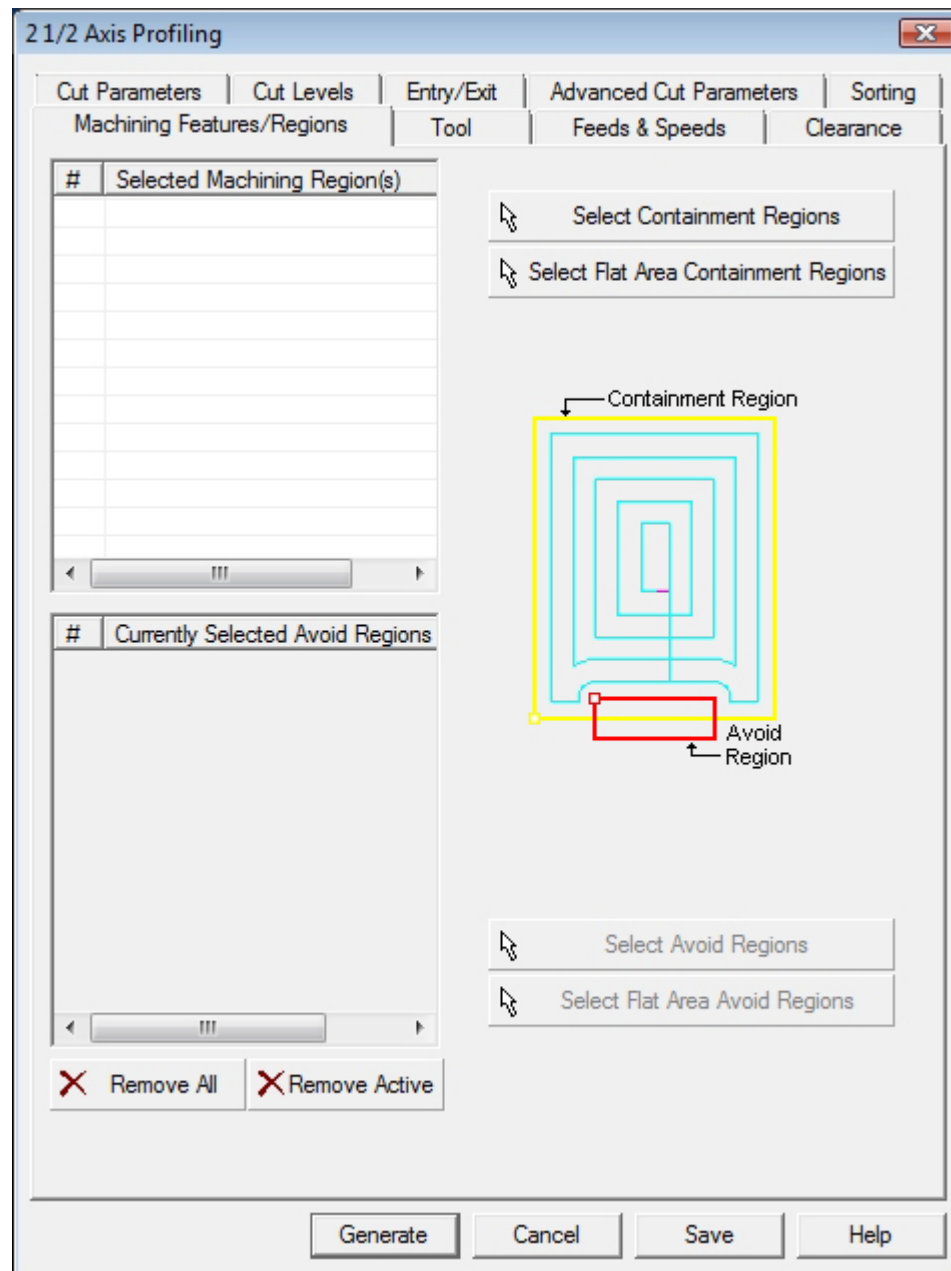 2 1/2 Axis Profiling
Cut Parameters Cut Levels Entry/Exit Advanced Cut Parameters Sorting
Machining Features/Regions Tool Feeds & Speeds Clearance
# Selected Machining Region(s)
Select Containment Regions
Select Flat Area Containment Regions
Containment Region
# Currently Selected Avoid Regions
Avoid
Region
Select Avoid Regions
Select Flat Area Avoid Regions
Remove All Remove Active
Generate Cancel Save Help